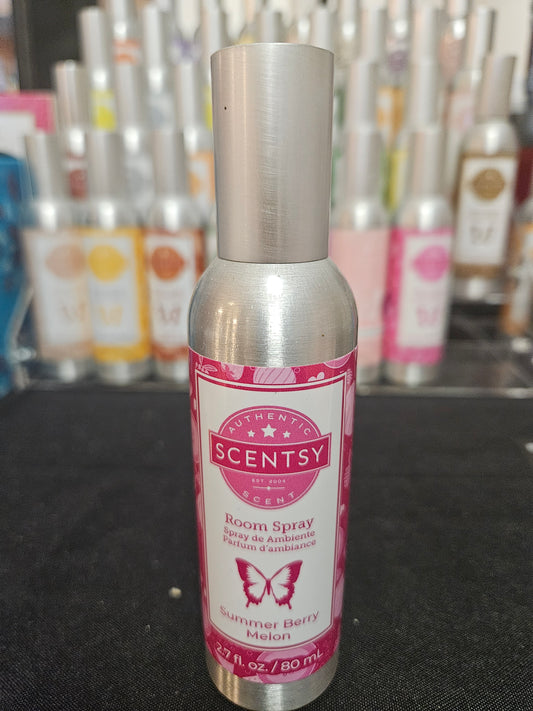 AUTHENTIC
SCENTSY
EST. 2004
SCENT
Room Spray
Spray de Ambiente
Parfum d'ambiance
Summer Berry
Melon
2.7 fl. oz. / 80 mL